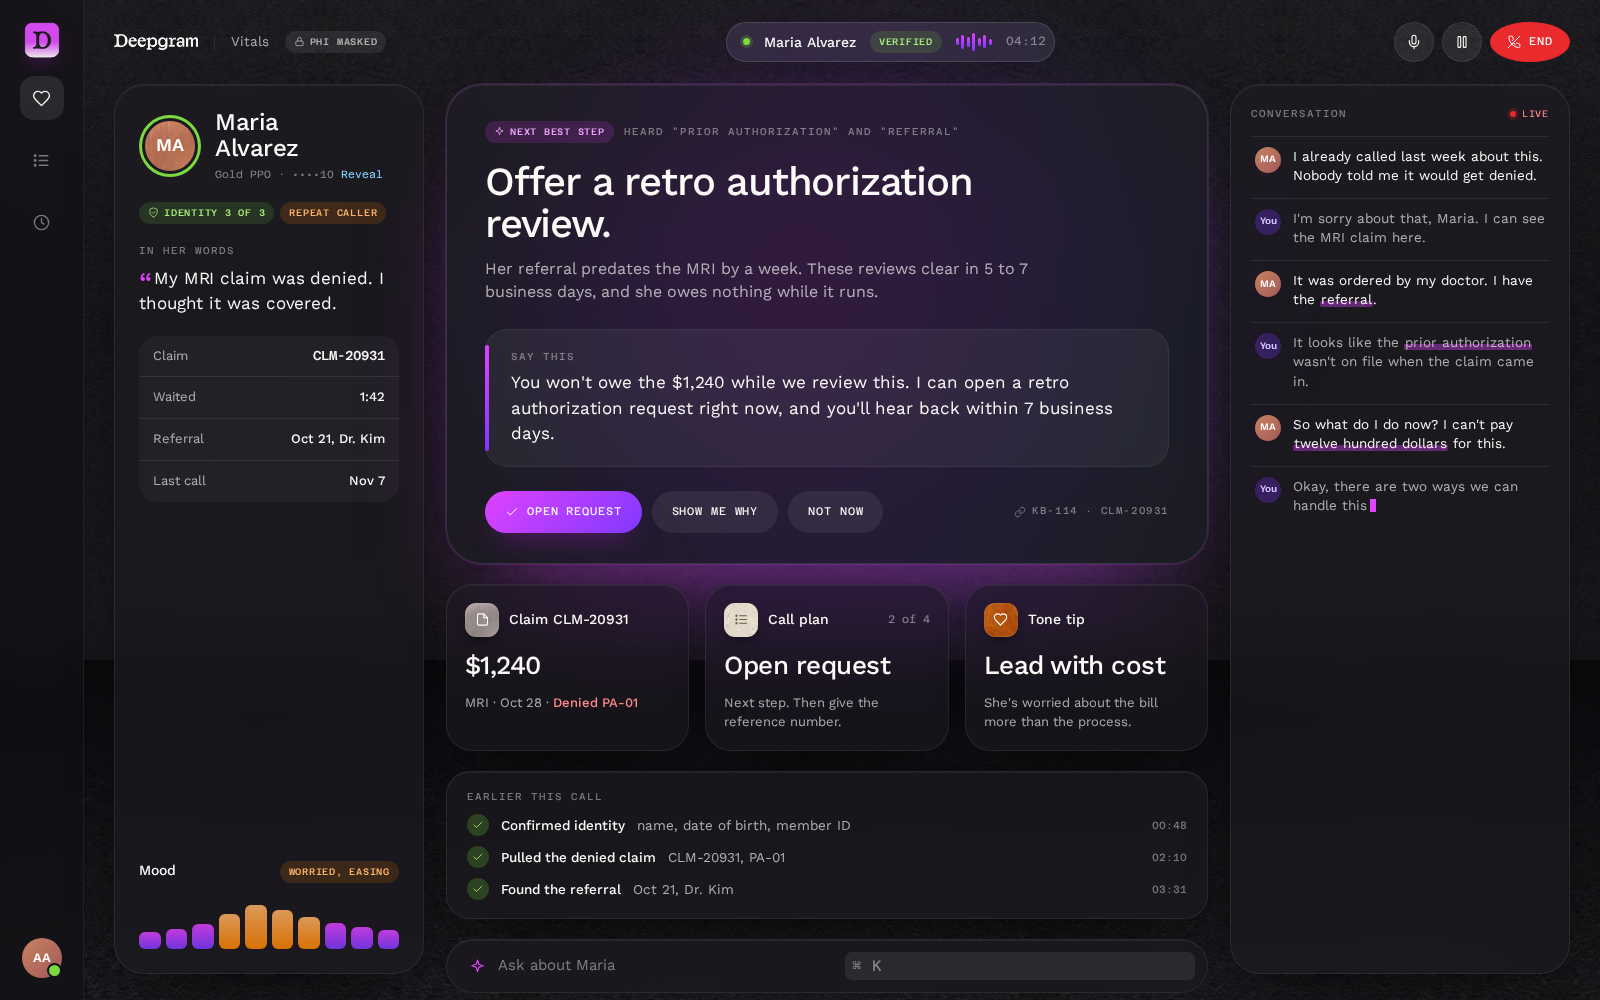 D
Deepgram
Vitals
PHI MASKED
Maria Alvarez
VERIFIED
04:12
END
MA
Maria
Alvarez
Gold PPO · ••••10 Reveal
IDENTITY 3 OF 3
REPEAT CALLER
IN HER WORDS
“My MRI claim was denied. I
thought it was covered.
Claim CLM-20931
Waited 1:42
Referral Oct 21, Dr. Kim
Last call Nov 7
Mood
WORRIED, EASING
AA
NEXT BEST STEP
HEARD "PRIOR AUTHORIZATION" AND "REFERRAL"
Offer a retro authorization
review.
Her referral predates the MRI by a week. These reviews clear in 5 to 7
business days, and she owes nothing while it runs.
SAY THIS
You won't owe the $1,240 while we review this. I can open a retro
authorization request right now, and you'll hear back within 7 business
days.
OPEN REQUEST
SHOW ME WHY
NOT NOW
KB-114 · CLM-20931
Claim CLM-20931
$1,240
MRI · Oct 28 · Denied PA-01
Call plan
2 of 4
Open request
Next step. Then give the
reference number.
Tone tip
Lead with cost
She's worried about the bill
more than the process.
EARLIER THIS CALL
Confirmed identity name, date of birth, member ID 00:48
Pulled the denied claim CLM-20931, PA-01 02:10
Found the referral Oct 21, Dr. Kim 03:31
Ask about Maria
⌘ K
CONVERSATION
LIVE
MA
I already called last week about this.
Nobody told me it would get denied.
You
I'm sorry about that, Maria. I can see
the MRI claim here.
MA
It was ordered by my doctor. I have
the referral.
You
It looks like the prior authorization
wasn't on file when the claim came
in.
MA
So what do I do now? I can't pay
twelve hundred dollars for this.
You
Okay, there are two ways we can
handle this